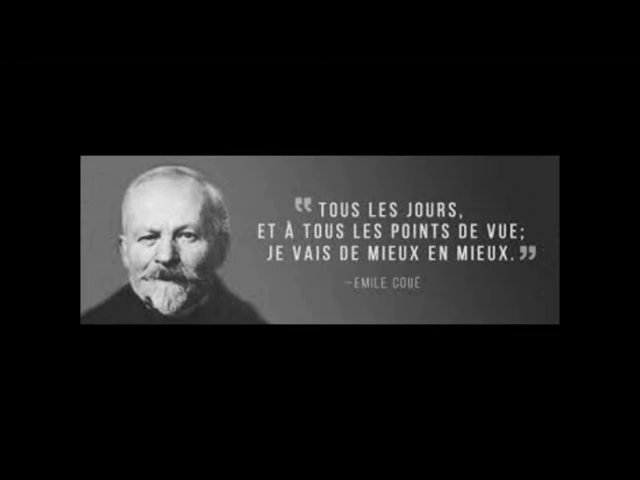 “TOUS LES JOURS,
ET À TOUS LES POINTS DE VUE;
JE VAIS DE MIEUX EN MIEUX.”
–EMILE COUÉ